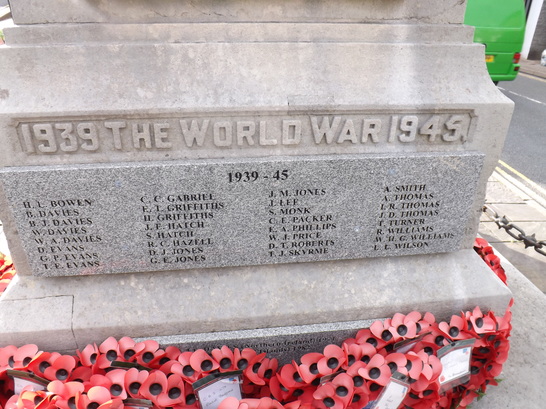 1939 THE WORLD WAR 1945
1939-45
H. L. BOWEN
B. DAVIES
B. J. DAVIES
W. DAVIES
W. A. DAVIES
D. EVANS
G. P. EVANS
T. F. EVANS
C. C. GABRIEL
E. T. GRIFFITHS
H. GRIFFITHS
J. F. HATCH
S. HATCH
R. C. HAZELL
D. J. JONES
G. E. JONES
J. M. JONES
J. LEE
S. MONK
C. E. PACKER
E. A. PHILLIPS
W. J. PRICE
D. T. ROBERTS
F. J. SKYRME
A. SMITH
A. THOMAS
I. R. THOMAS
J. D. THOMAS
F. TURNER
R. WILLIAMS
W. H. G. WILLIAMS
L. E. WILSON